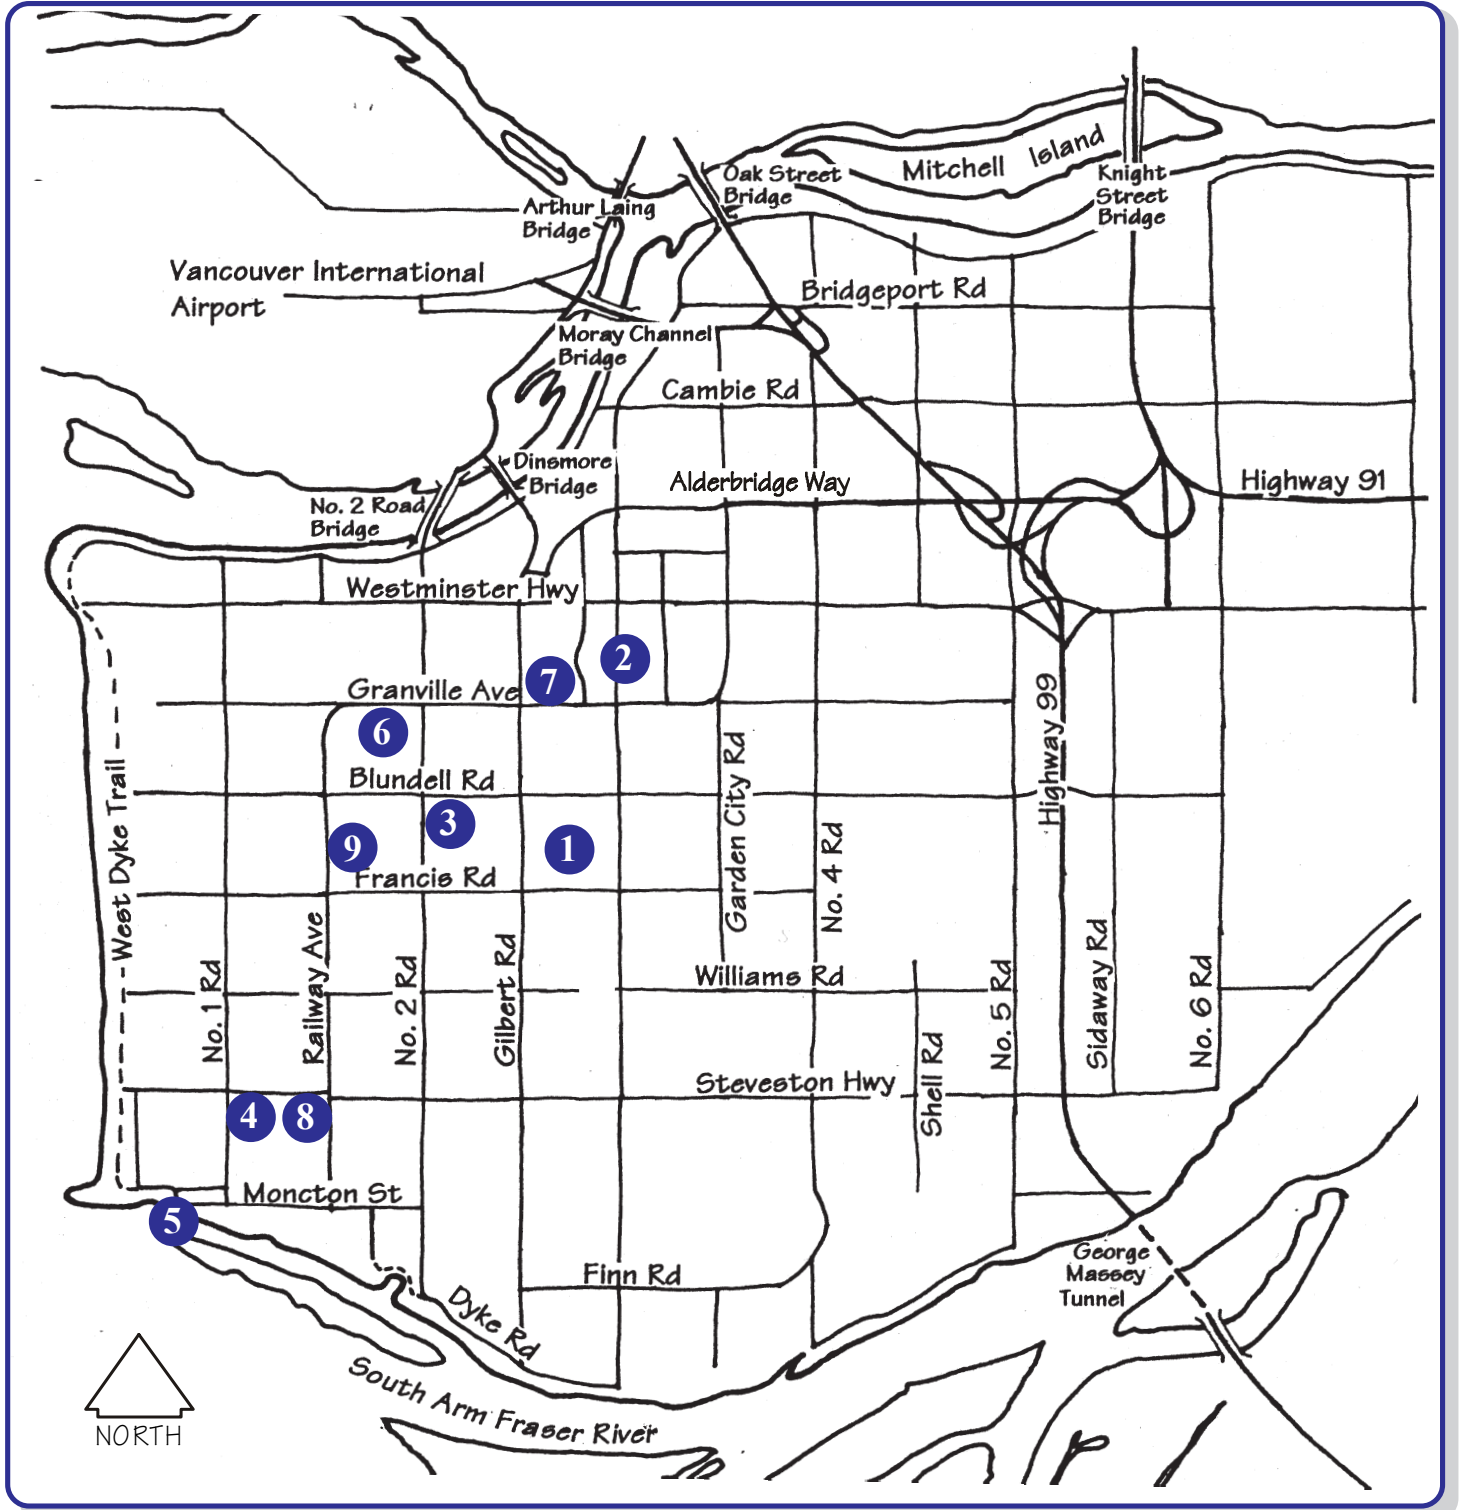 Mitchell Island
Oak Street
Bridge
Knight
Street
Bridge
Arthur Laing
Bridge
Vancouver International
Airport
Bridgeport Rd
Moray Channel
Bridge
Cambie Rd
Dinsmore
Bridge
Alderbridge Way
Highway 91
No. 2 Road
Bridge
Westminster Hwy
2
7
Granville Ave
Highway 99
6
Blundell Rd
West Dyke Trail
Garden City Rd
3
9
1
No. 4 Rd
Francis Rd
Railway Ave
Gilbert Rd
Sidaway Rd
No. 1 Rd
No. 2 Rd
Williams Rd
No. 5 Rd
No. 6 Rd
Shell Rd
Steveston Hwy
4
8
Moncton St
5
George
Massey
Tunnel
Finn Rd
Dyke Rd
South Arm Fraser River
NORTH